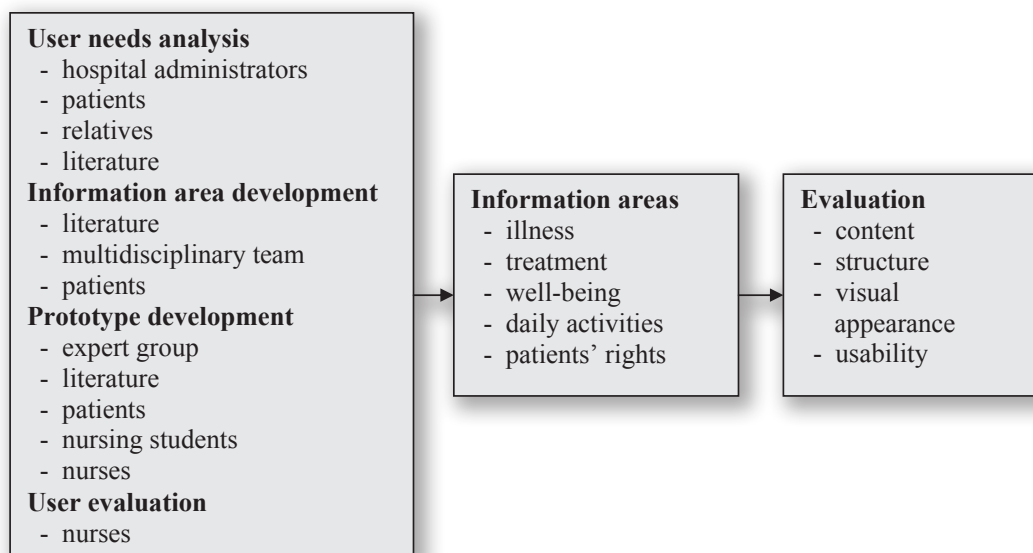 User needs analysis
- hospital administrators
- patients
- relatives
- literature
Information area development
- literature
- multidisciplinary team
- patients
Prototype development
- expert group
- literature
- patients
- nursing students
- nurses
User evaluation
- nurses
Information areas
- illness
- treatment
- well-being
- daily activities
- patients’ rights
Evaluation
- content
- structure
- visual
appearance
- usability